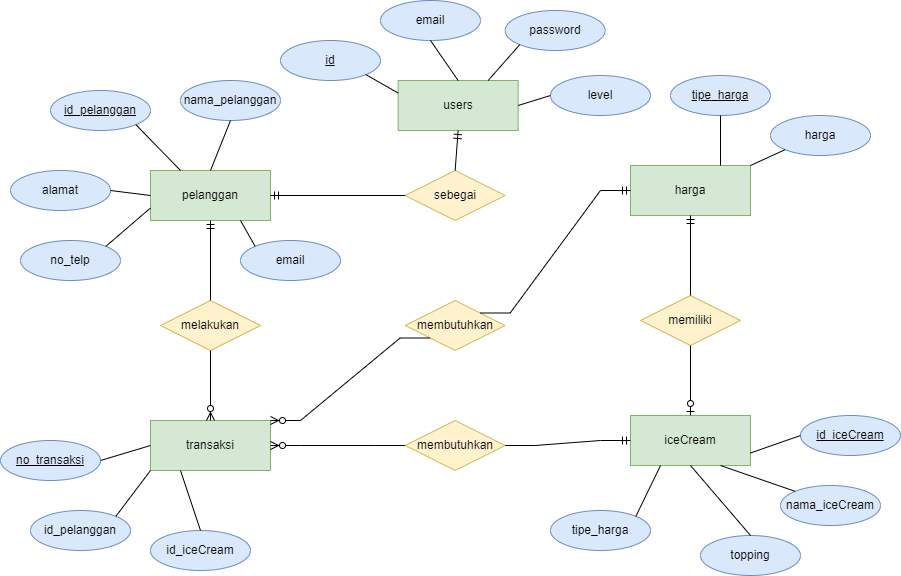 email
password
id
level
users
id_pelanggan
nama_pelanggan
tipe_harga
harga
alamat
pelanggan
sebegai
harga
no_telp
email
melakukan
membutuhkan
memiliki
transaksi
membutuhkan
iceCream
id_iceCream
no_transaksi
nama_iceCream
id_pelanggan
id_iceCream
tipe_harga
topping